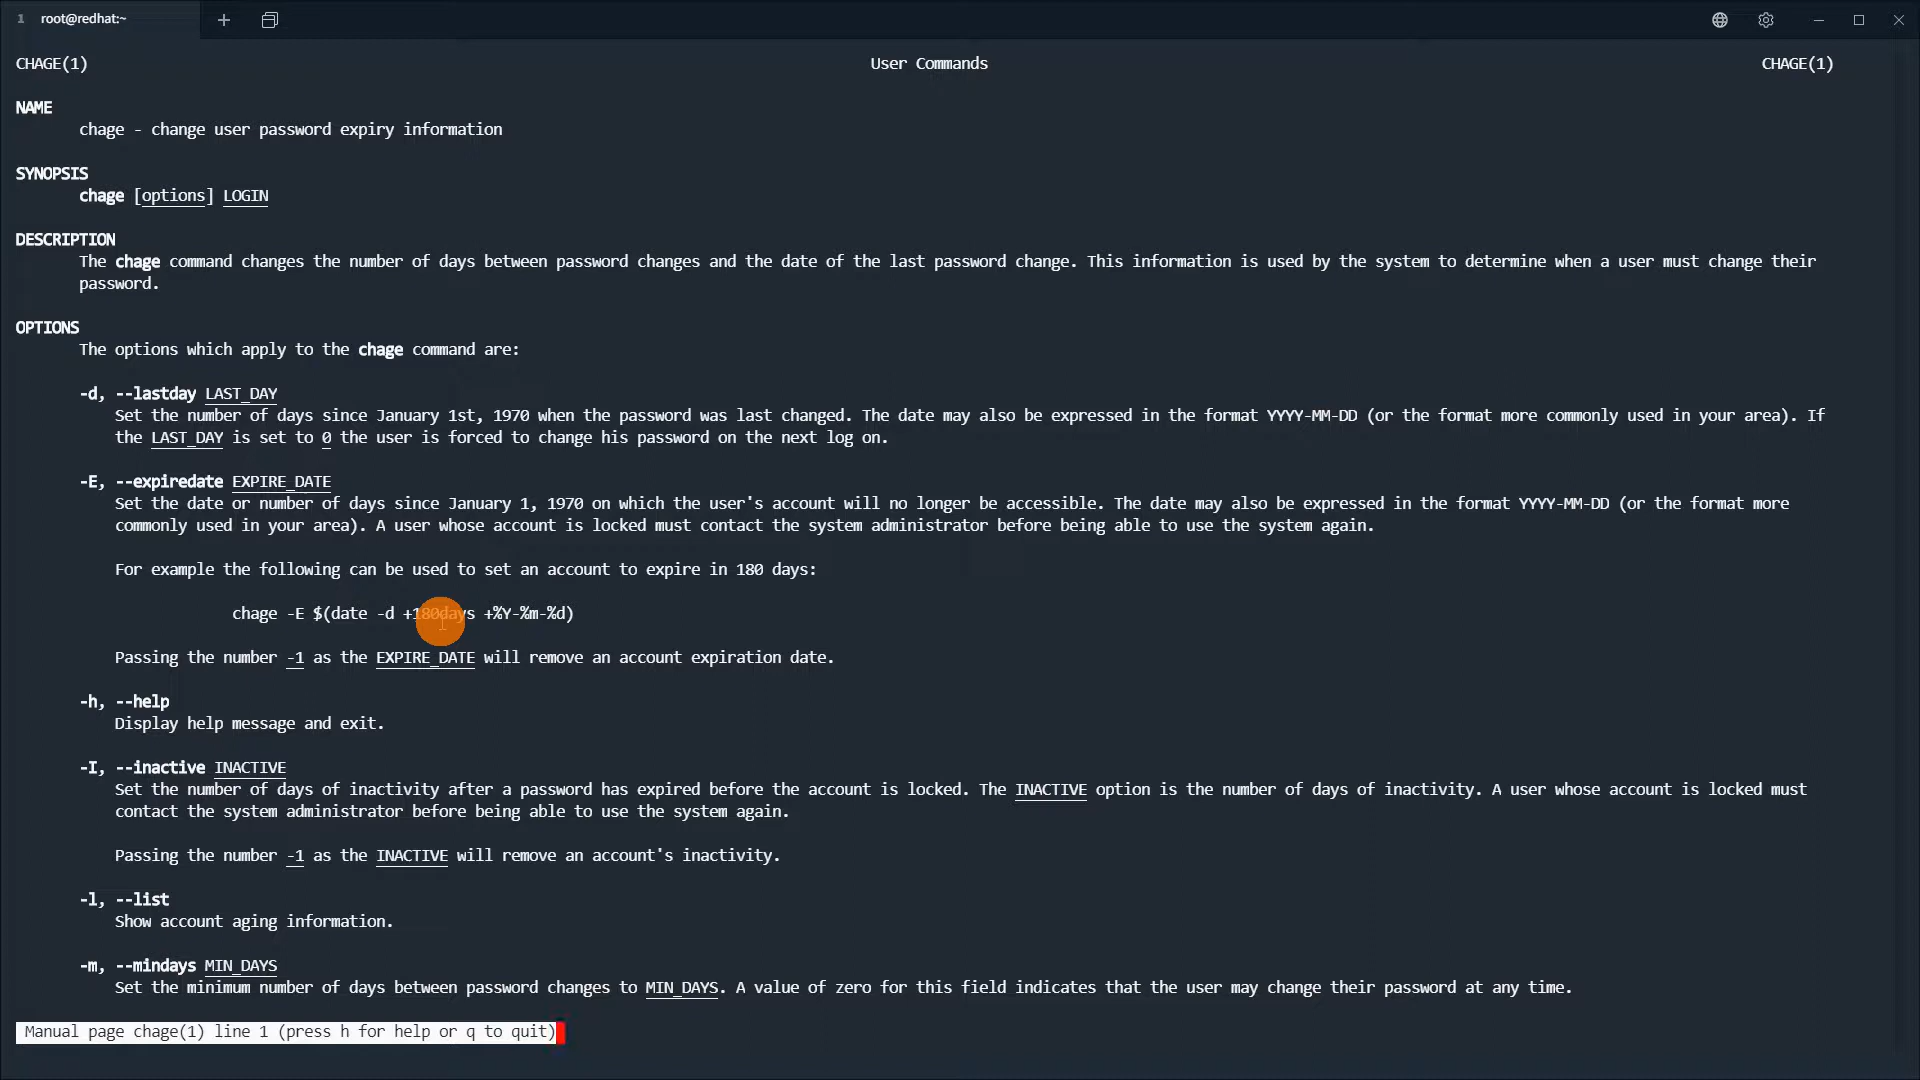 1 root@redhat:~
CHAGE(1) User Commands CHAGE(1)
NAME
chage - change user password expiry information
SYNOPSIS
chage [options] LOGIN
DESCRIPTION
The chage command changes the number of days between password changes and the date of the last password change. This information is used by the system to determine when a user must change their
password.
OPTIONS
The options which apply to the chage command are:
-d, --lastday LAST_DAY
Set the number of days since January 1st, 1970 when the password was last changed. The date may also be expressed in the format YYYY-MM-DD (or the format more commonly used in your area). If
the LAST_DAY is set to 0 the user is forced to change his password on the next log on.
-E, --expiredate EXPIRE_DATE
Set the date or number of days since January 1, 1970 on which the user's account will no longer be accessible. The date may also be expressed in the format YYYY-MM-DD (or the format more
commonly used in your area). A user whose account is locked must contact the system administrator before being able to use the system again.
For example the following can be used to set an account to expire in 180 days:
chage -E $(date -d +180days +%Y-%m-%d)
Passing the number -1 as the EXPIRE_DATE will remove an account expiration date.
-h, --help
Display help message and exit.
-I, --inactive INACTIVE
Set the number of days of inactivity after a password has expired before the account is locked. The INACTIVE option is the number of days of inactivity. A user whose account is locked must
contact the system administrator before being able to use the system again.
Passing the number -1 as the INACTIVE will remove an account's inactivity.
-l, --list
Show account aging information.
-m, --mindays MIN_DAYS
Set the minimum number of days between password changes to MIN_DAYS. A value of zero for this field indicates that the user may change their password at any time.
Manual page chage(1) line 1 (press h for help or q to quit)